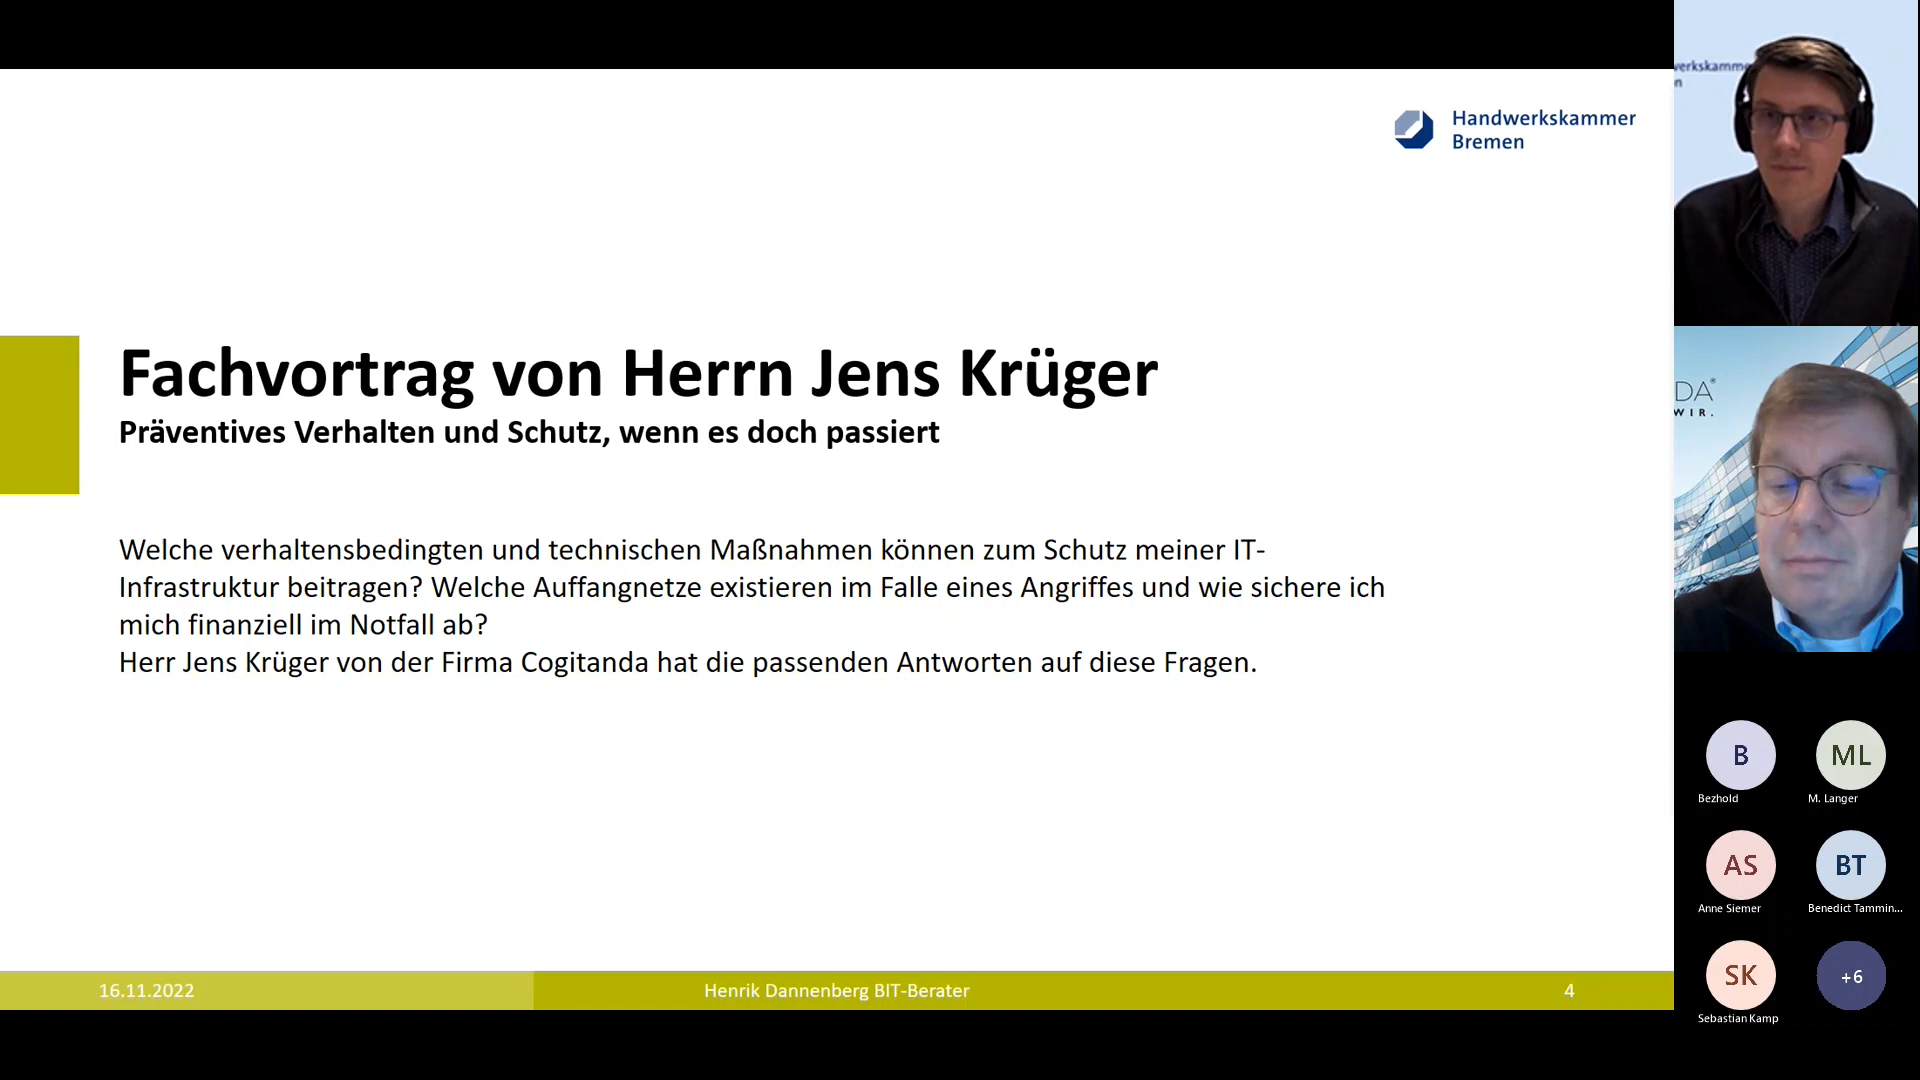 Handwerkskammer
Bremen
Fachvortrag von Herrn Jens Krüger
Präventives Verhalten und Schutz, wenn es doch passiert
Welche verhaltensbedingten und technischen Maßnahmen können zum Schutz meiner IT-
Infrastruktur beitragen? Welche Auffangnetze existieren im Falle eines Angriffes und wie sichere ich
mich finanziell im Notfall ab?
Herr Jens Krüger von der Firma Cogitanda hat die passenden Antworten auf diese Fragen.
16.11.2022
Henrik Dannenberg BIT-Berater
4
erkskamme
n
DA®
WIR.
B
Bezhold
ML
M. Langer
AS
Anne Siemer
BT
Benedict Tammin...
SK
Sebastian Kamp
+6